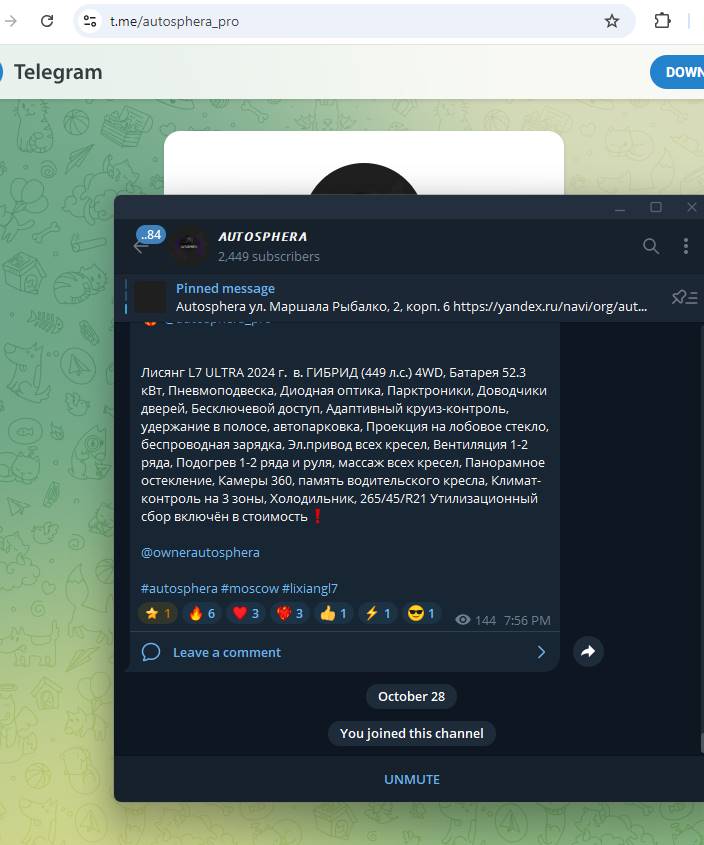 t.me/autosphera_pro
Telegram
DOWN
..84
AUTOSPHERA
2,449 subscribers
Pinned message
Autosphera ул. Маршала Рыбалко, 2, корп. 6 https://yandex.ru/navi/org/aut...
Лисянг L7 ULTRA 2024 г. в. ГИБРИД (449 л.с.) 4WD, Батарея 52.3
кВт, Пневмоподвеска, Диодная оптика, Парктроники, Доводчики
дверей, Бесключевой доступ, Адаптивный круиз-контроль,
удержание в полосе, автопарковка, Проекция на лобовое стекло,
беспроводная зарядка, Эл.привод всех кресел, Вентиляция 1-2
ряда, Подогрев 1-2 ряда и руля, массаж всех кресел, Панорамное
остекление, Камеры 360, память водительского кресла, Климат-
контроль на 3 зоны, Холодильник, 265/45/R21 Утилизационный
сбор включён в стоимость❗
@ownerautosphera
#autosphera #moscow #lixiangl7
⭐ 1 🔥 6 ❤ 3 💘 3 👍 1 ⚡ 1 😎 1 144 7:56 PM
Leave a comment
October 28
You joined this channel
UNMUTE